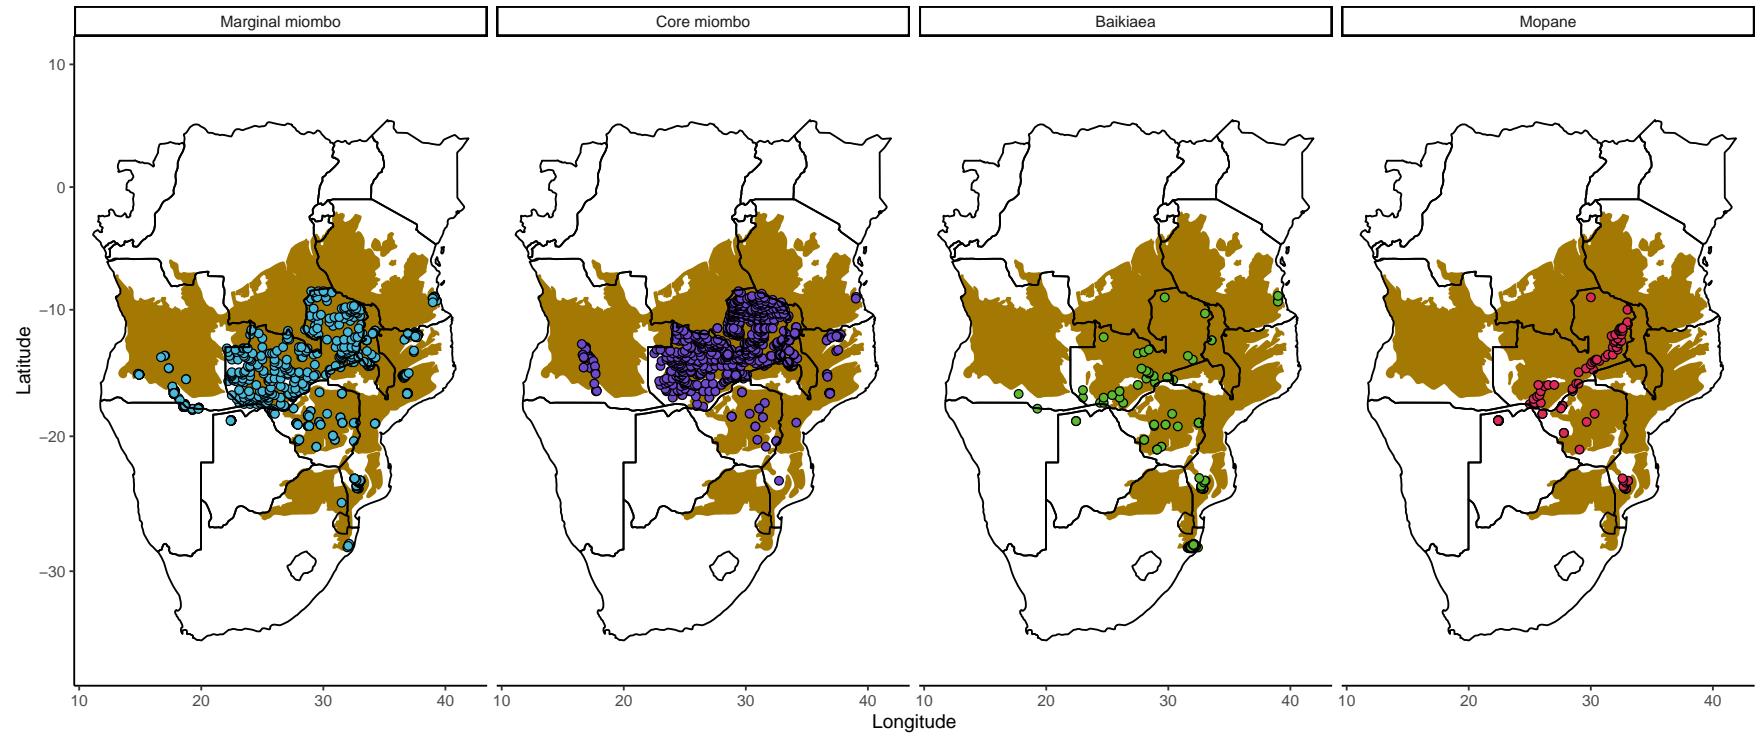 Marginal miombo
Core miombo
Baikiaea
Mopane
10
0
−10
−20
−30
Latitude
10 20 30 40
10 20 30 40
10 20 30 40
10 20 30 40
Longitude